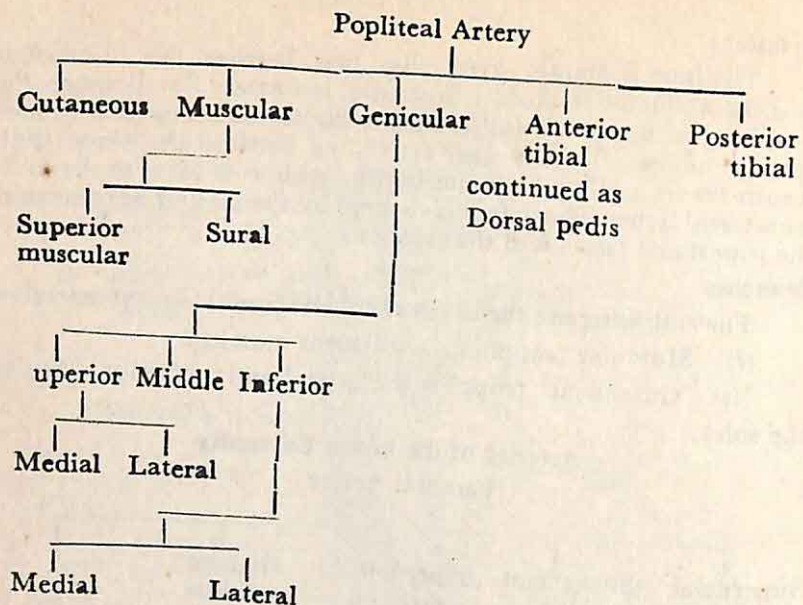 Popliteal Artery
Cutaneous Muscular Genicular Anterior tibial continued as Dorsal pedis Posterior tibial
Superior muscular Sural
uperior Middle Inferior
Medial Lateral
Medial Lateral